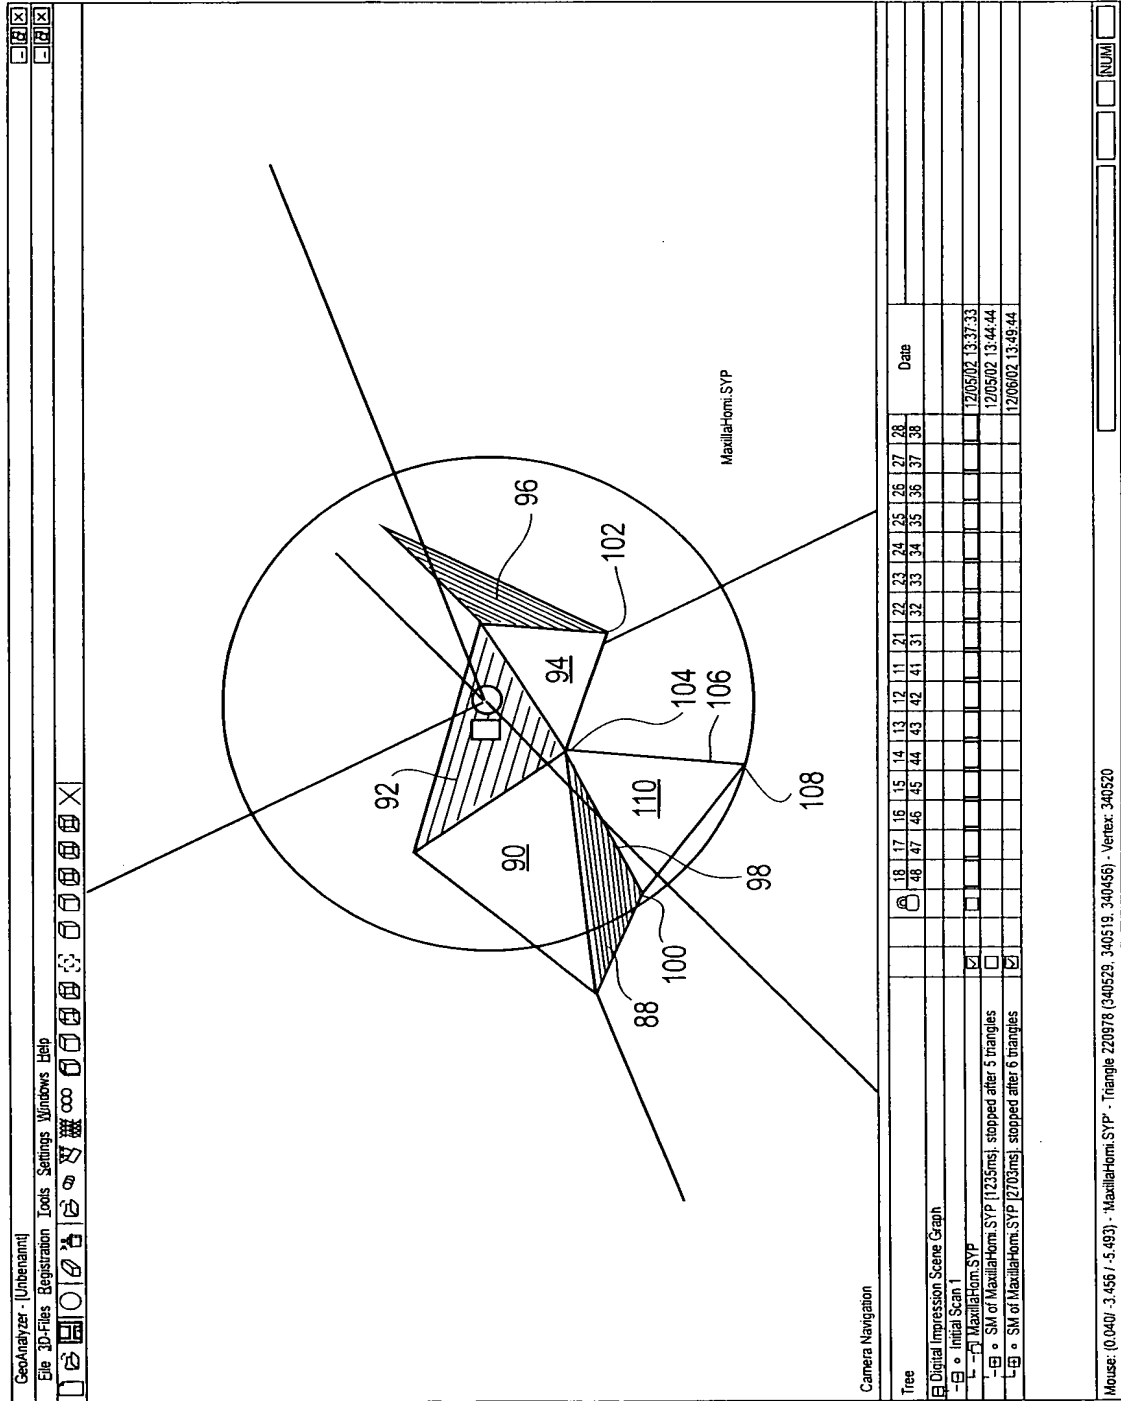 GeoAnalyzer - [Unbenannt]
File 3D-Files Registration Tools Settings Windows Help
96
92
94
102
104
106
90
110
108
98
100
88
MaxillaHomi.SYP
Camera Navigation
Tree
18 17 16 15 14 13 12 11 21 22 23 24 25 26 27 28
48 47 46 45 44 43 42 41 31 32 33 34 35 36 37 38
Date
Digital Impression Scene Graph
Initial Scan 1
MaxillaHom.SYP 12/05/02 13:37:33
SM of MaxillaHomi.SYP [1235ms]. stopped after 5 triangles 12/05/02 13:44:44
SM of MaxillaHomi.SYP [2703ms]. stopped after 6 triangles 12/06/02 13:49:44
Mouse: (0.040/ -3.456 / -5.493) - 'MaxillaHomi.SYP' - Triangle 220978 (340529, 340519, 340456) - Vertex: 340520
NUM